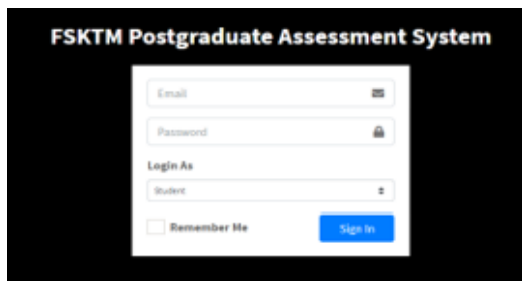 FSKTM Postgraduate Assessment System
Email
Password
Login As
Student
Remember Me
Sign In